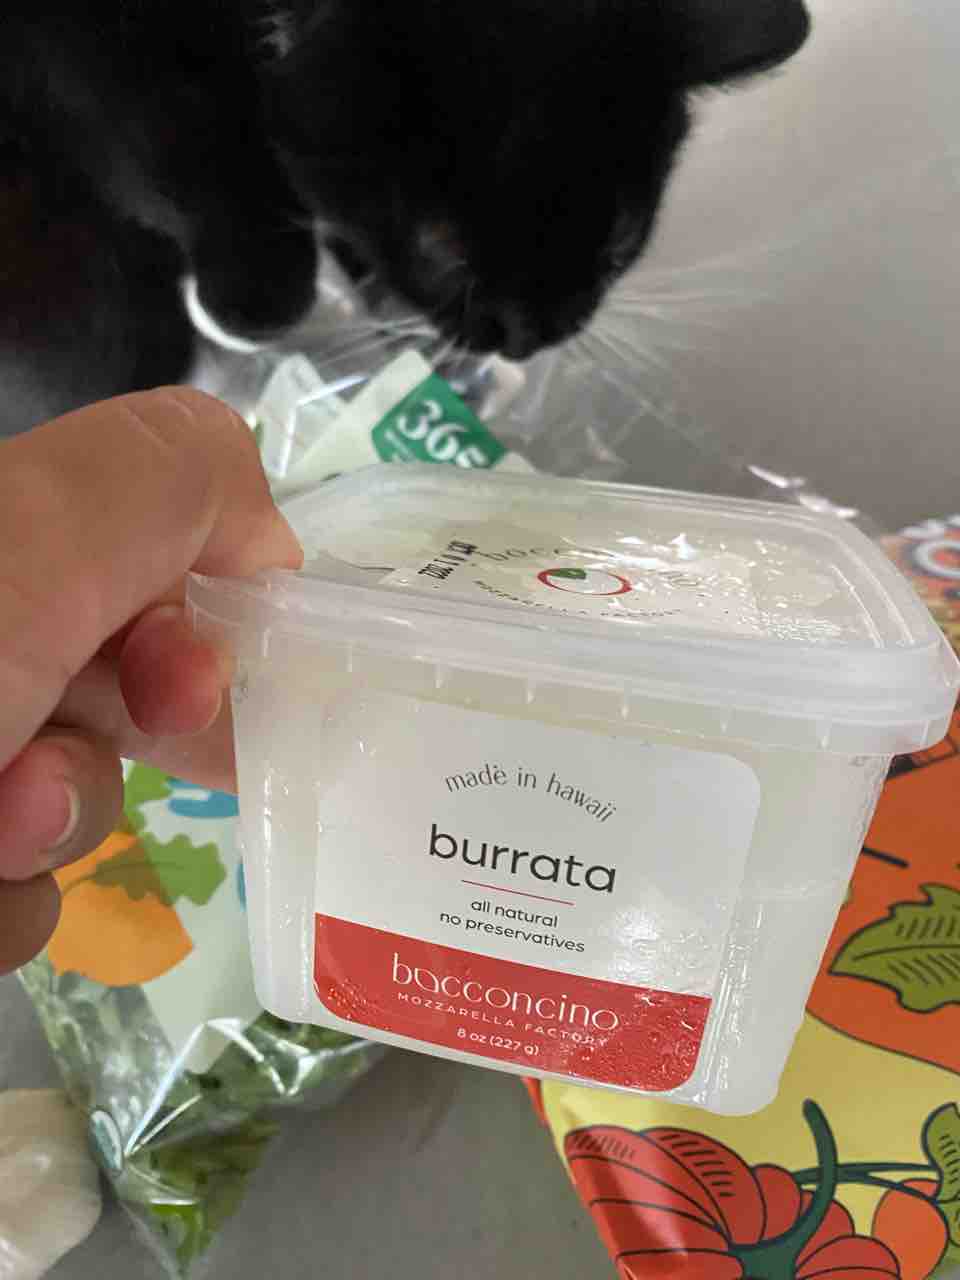 365
made in hawaii
burrata
all natural
no preservatives
bacconcino
MOZZARELLA FACTORY
8 oz (227 g)